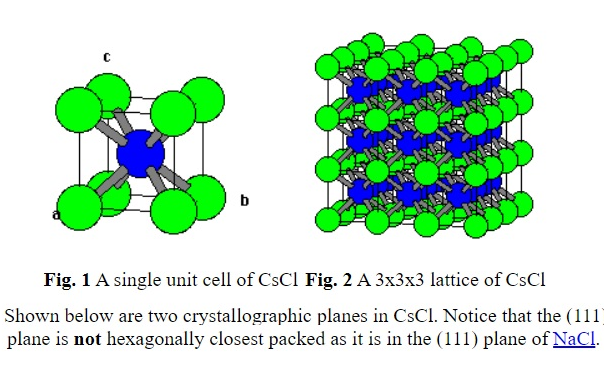 c
a
b
Fig. 1 A single unit cell of CsCl Fig. 2 A 3x3x3 lattice of CsCl
Shown below are two crystallographic planes in CsCl. Notice that the (111)
plane is not hexagonally closest packed as it is in the (111) plane of NaCl.